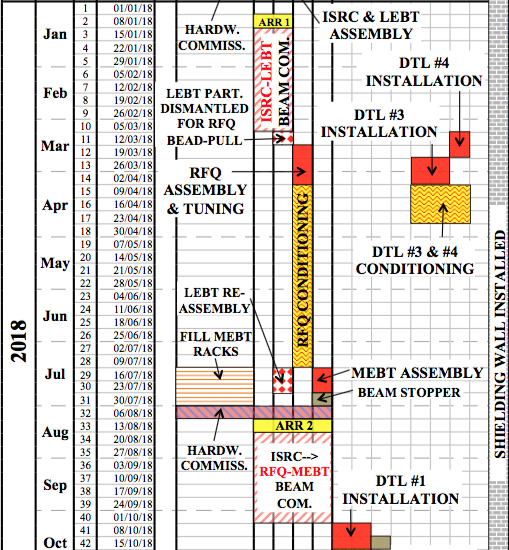 2018
Jan
Feb
Mar
Apr
May
Jun
Jul
Aug
Sep
Oct
1 01/01/18
2 08/01/18
3 15/01/18
4 22/01/18
5 29/01/18
6 05/02/18
7 12/02/18
8 19/02/18
9 26/02/18
10 05/03/18
11 12/03/18
12 19/03/18
13 26/03/18
14 02/04/18
15 09/04/18
16 16/04/18
17 23/04/18
18 30/04/18
19 07/05/18
20 14/05/18
21 21/05/18
22 28/05/18
23 04/06/18
24 11/06/18
25 18/06/18
26 25/06/18
27 02/07/18
28 09/07/18
29 16/07/18
30 23/07/18
31 30/07/18
32 06/08/18
33 13/08/18
34 20/08/18
35 27/08/18
36 03/09/18
37 10/09/18
38 17/09/18
39 24/09/18
40 01/10/18
41 08/10/18
42 15/10/18
HARDW.
COMMISS.
ARR 1
ISRC & LEBT
ASSEMBLY
ISRC-LEBT
BEAM COM.
LEBT PART.
DISMANTLED
FOR RFQ
BEAD-PULL
RFQ
ASSEMBLY
& TUNING
DTL #4
INSTALLATION
DTL #3
INSTALLATION
DTL #3 & #4
CONDITIONING
RFQ CONDITIONING
LEBT RE-
ASSEMBLY
FILL MEBT
RACKS
MEBT ASSEMBLY
BEAM STOPPER
HARDW.
COMMISS.
ARR 2
ISRC-->
RFQ-MEBT
BEAM
COM.
DTL #1
INSTALLATION
SHIELDING WALL INSTALLED